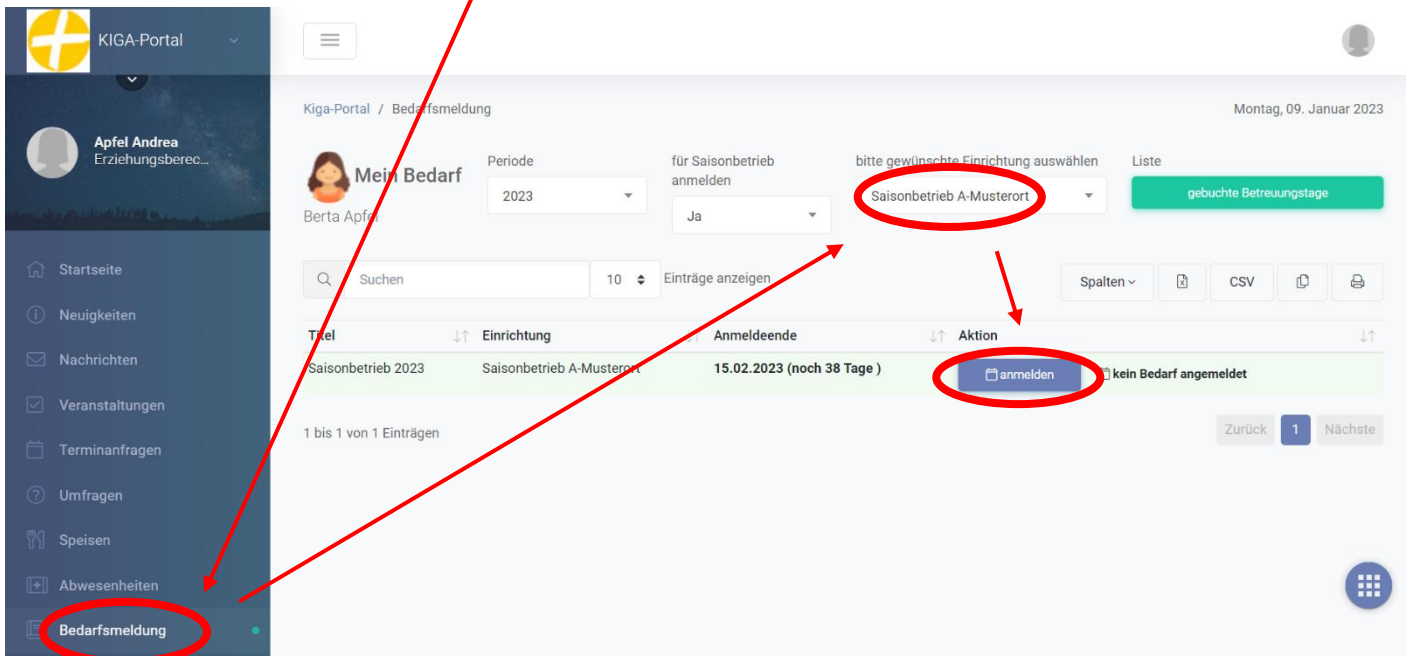 KIGA-Portal
Apfel Andrea
Erziehungsberec...
Startseite
Neuigkeiten
Nachrichten
Veranstaltungen
Terminanfragen
Umfragen
Speisen
Abwesenheiten
Bedarfsmeldung
Kiga-Portal / Bedarfsmeldung
Montag, 09. Januar 2023
Mein Bedarf
Berta Apfel
Periode
2023
für Saisonbetrieb
anmelden
Ja
bitte gewünschte Einrichtung auswählen
Saisonbetrieb A-Musterort
Liste
gebuchte Betreuungstage
Suchen
10
Einträge anzeigen
Spalten
CSV
Titel Einrichtung Anmeldeende Aktion
Saisonbetrieb 2023 Saisonbetrieb A-Musterort 15.02.2023 (noch 38 Tage ) anmelden kein Bedarf angemeldet
1 bis 1 von 1 Einträgen
Zurück 1 Nächste